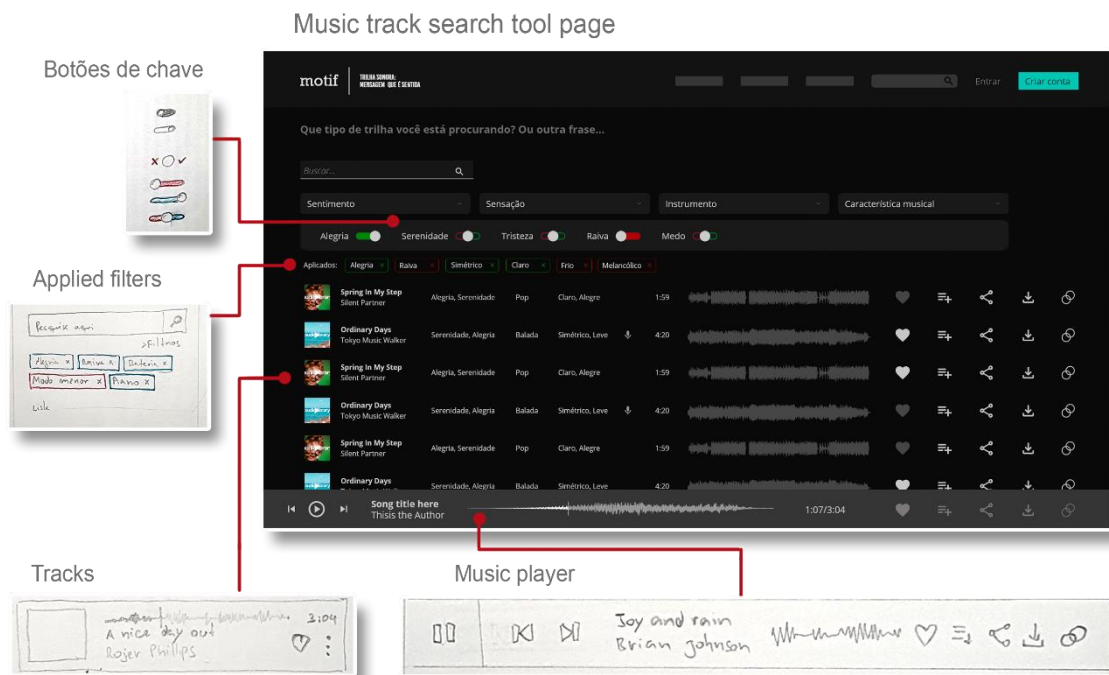 Music track search tool page
Botões de chave
motif
TRILHA SONORA:
MENSAGEM QUE É SENTIDA
Entrar
Criar conta
Que tipo de trilha você está procurando? Ou outra frase...
Buscar...
Sentimento
Sensação
Instrumento
Característica musical
Alegria
Serenidade
Tristeza
Raiva
Medo
Applied filters
Aplicados:
Alegria ×
Raiva ×
Simétrico ×
Claro ×
Frio ×
Melancólico ×
Pesquise aqui
>Filtros
Alegria x
Raiva x
Bateria x
Modo menor x
Piano x
Spring In My Step
Silent Partner
Alegria, Serenidade
Pop
Claro, Alegre
1:59
Ordinary Days
Tokyo Music Walker
Serenidade, Alegria
Balada
Simétrico, Leve
4:20
Spring In My Step
Silent Partner
Alegria, Serenidade
Pop
Claro, Alegre
1:59
Ordinary Days
Tokyo Music Walker
Serenidade, Alegria
Balada
Simétrico, Leve
4:20
Spring In My Step
Silent Partner
Alegria, Serenidade
Pop
Claro, Alegre
1:59
Ordinary Days
Serenidade, Alegria
Balada
Simétrico, Leve
4:20
Song title here
Thisis the Author
1:07/3:04
Tracks
3:04
A nice day out
Rojer Phillps
Music player
Joy and rain
Brian Johnson